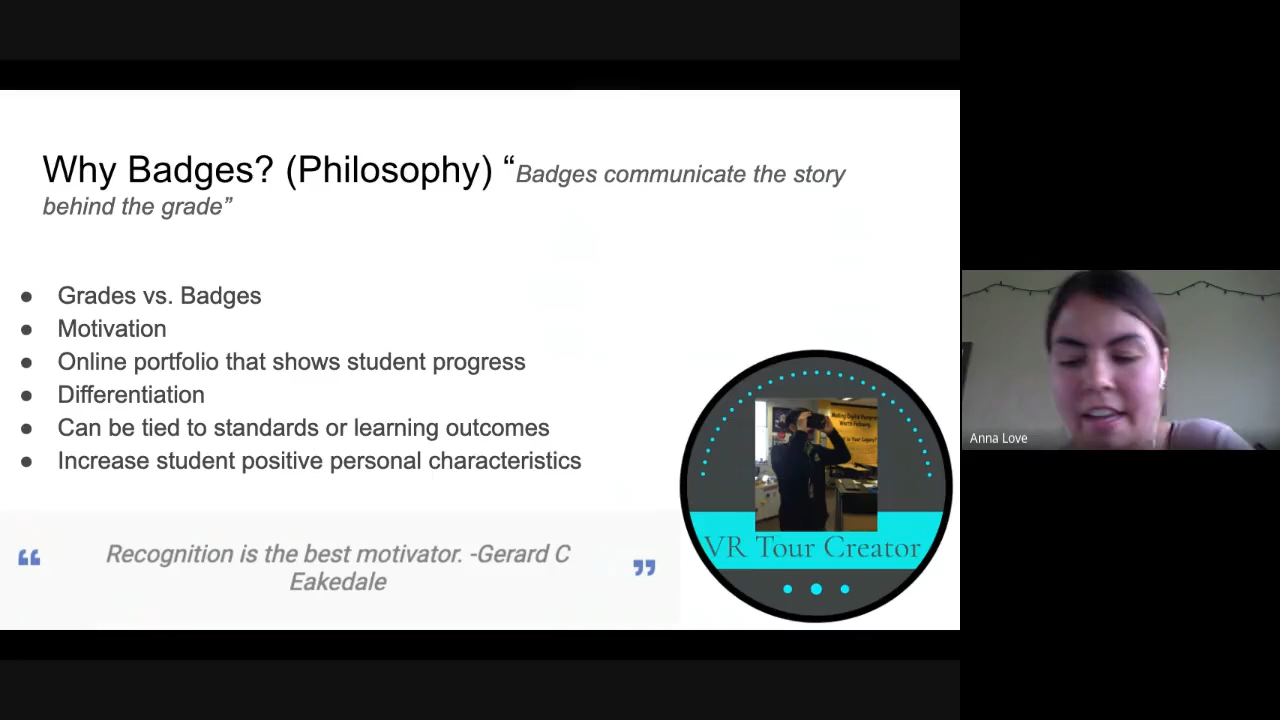 Why Badges? (Philosophy) “Badges communicate the story
behind the grade”
● Grades vs. Badges
● Motivation
● Online portfolio that shows student progress
● Differentiation
● Can be tied to standards or learning outcomes
● Increase student positive personal characteristics
“ Recognition is the best motivator. -Gerard C
Eakedale ”
Worth Following.
VR Tour Creator
Anna Love